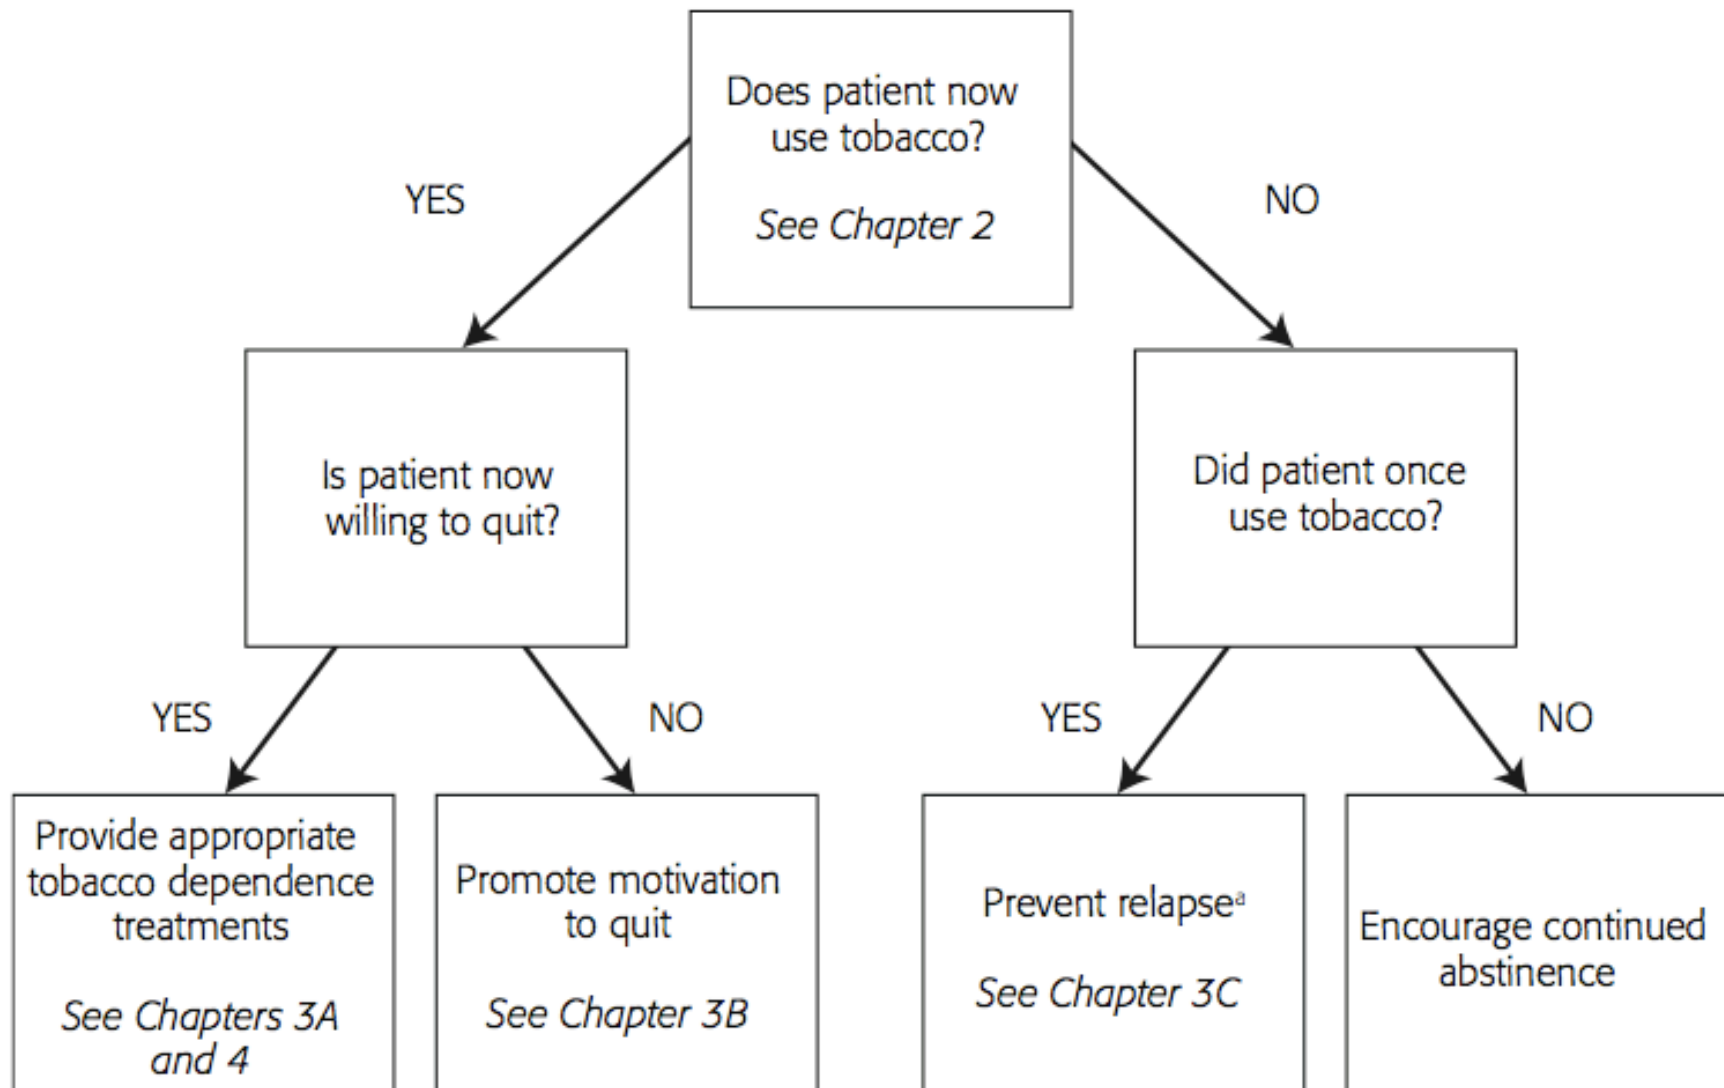 Does patient now
use tobacco?
See Chapter 2
YES
NO
Is patient now
willing to quit?
Did patient once
use tobacco?
YES
NO
YES
NO
Provide appropriate
tobacco dependence
treatments
See Chapters 3A
and 4
Promote motivation
to quit
See Chapter 3B
Prevent relapseᵃ
See Chapter 3C
Encourage continued
abstinence